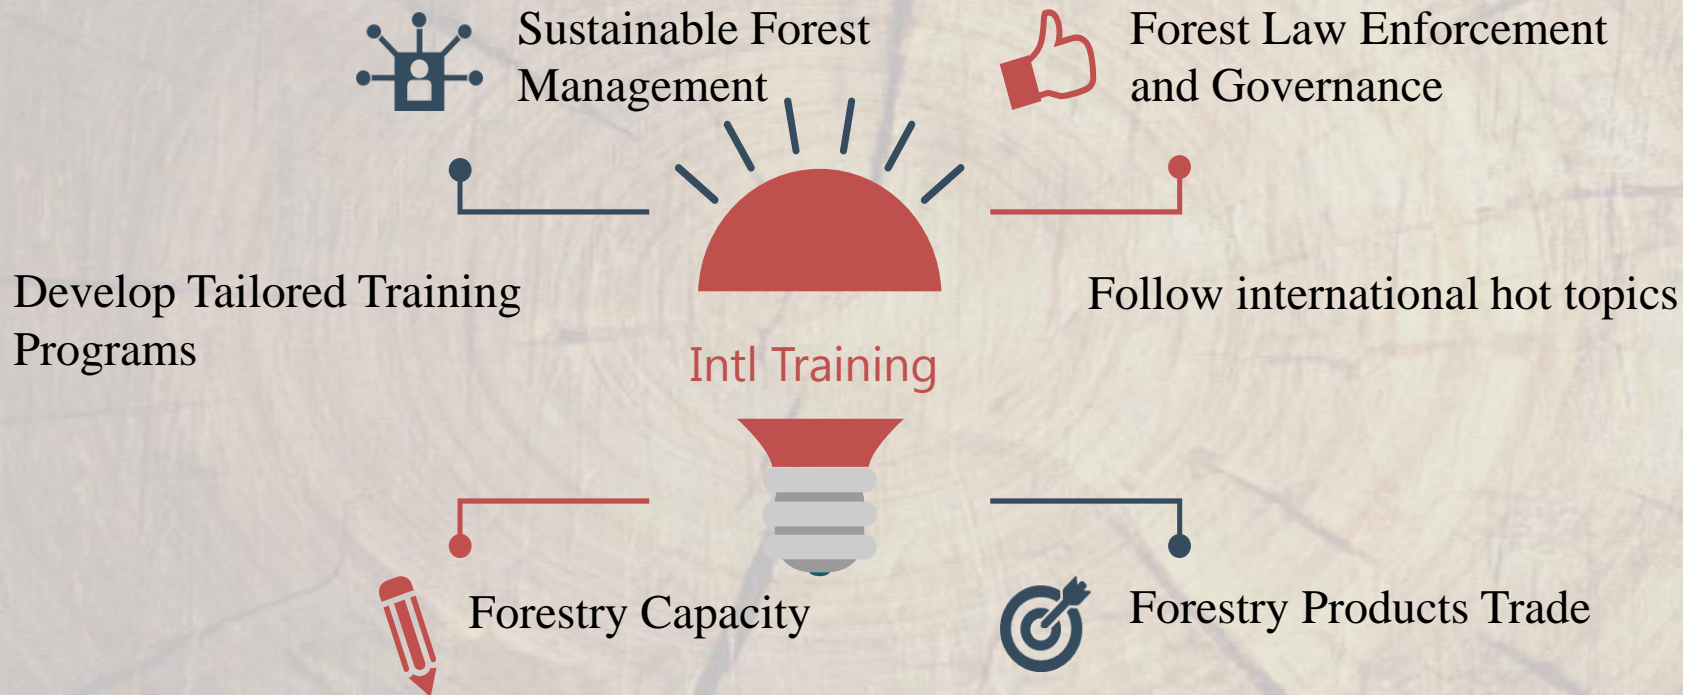 Sustainable Forest
Management
Forest Law Enforcement
and Governance
Develop Tailored Training
Programs
Follow international hot topics
Intl Training
Forestry Capacity
Forestry Products Trade